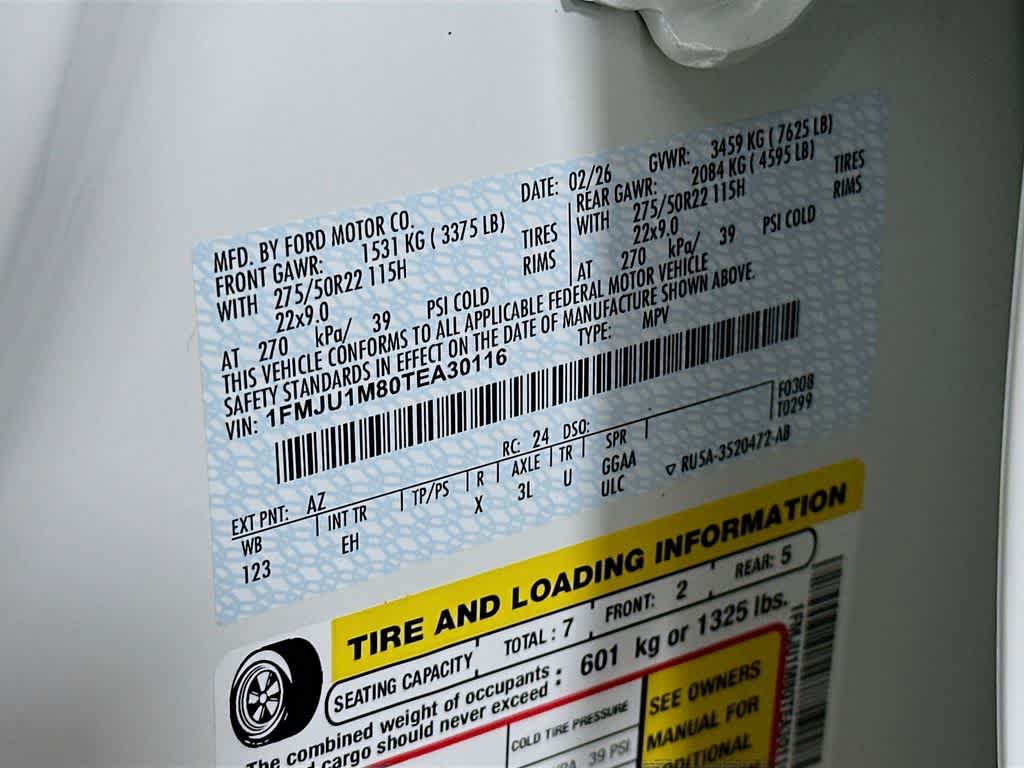 MFD. BY FORD MOTOR CO.
DATE: 02/26 GVWR: 3459 KG ( 7625 LB)
FRONT GAWR: 1531 KG ( 3375 LB) REAR GAWR: 2084 KG ( 4595 LB)
WITH 275/50R22 115H TIRES WITH 275/50R22 115H TIRES
22x9.0 RIMS 22x9.0 RIMS
AT 270 kPa/ 39 PSI COLD AT 270 kPa/ 39 PSI COLD
THIS VEHICLE CONFORMS TO ALL APPLICABLE FEDERAL MOTOR VEHICLE
SAFETY STANDARDS IN EFFECT ON THE DATE OF MANUFACTURE SHOWN ABOVE.
VIN: 1FMJU1M80TEA30116 TYPE: MPV
F0308
T0299
EXT PNT: AZ RC: 24 DSO:
WB INT TR TP/PS R AXLE TR SPR
123 EH X 3L U GGAA
ULC
▽ RU5A-3520472-AB
TIRE AND LOADING INFORMATION
SEATING CAPACITY TOTAL : 7 FRONT: 2 REAR: 5
The combined weight of occupants : 601 kg or 1325 lbs.
cargo should never exceed
COLD TIRE PRESSURE
39 PSI
SEE OWNERS
MANUAL FOR